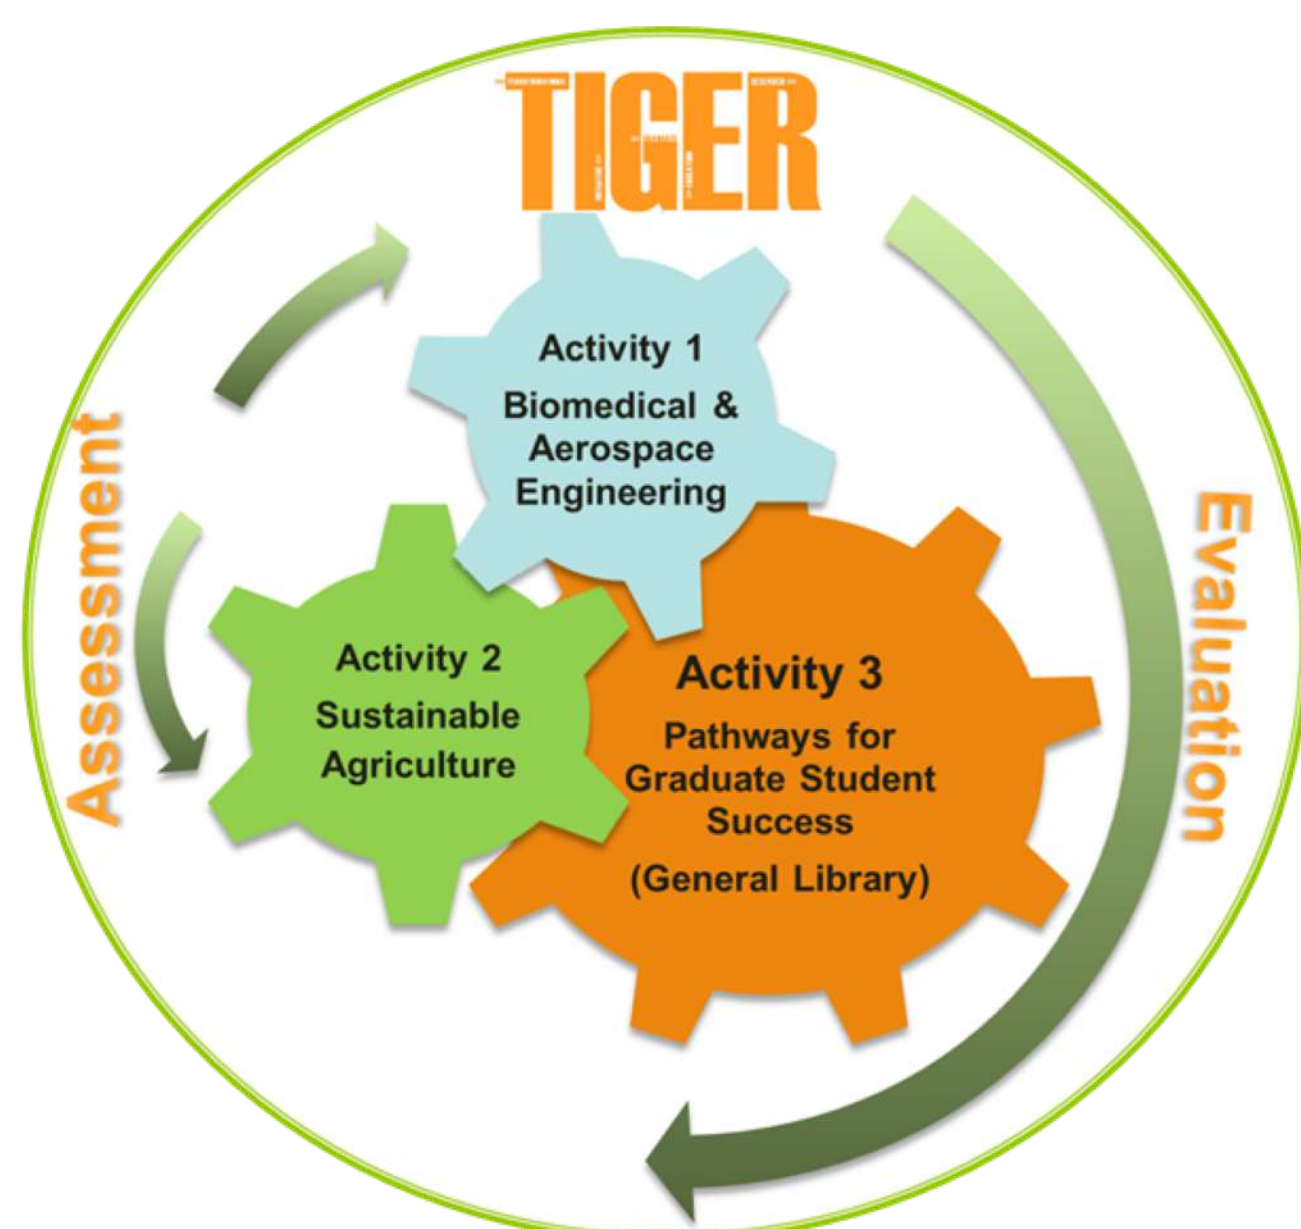 TIGER
Activity 1
Biomedical &
Aerospace
Engineering
Assessment
Evaluation
Activity 2
Sustainable
Agriculture
Activity 3
Pathways for
Graduate Student
Success
(General Library)